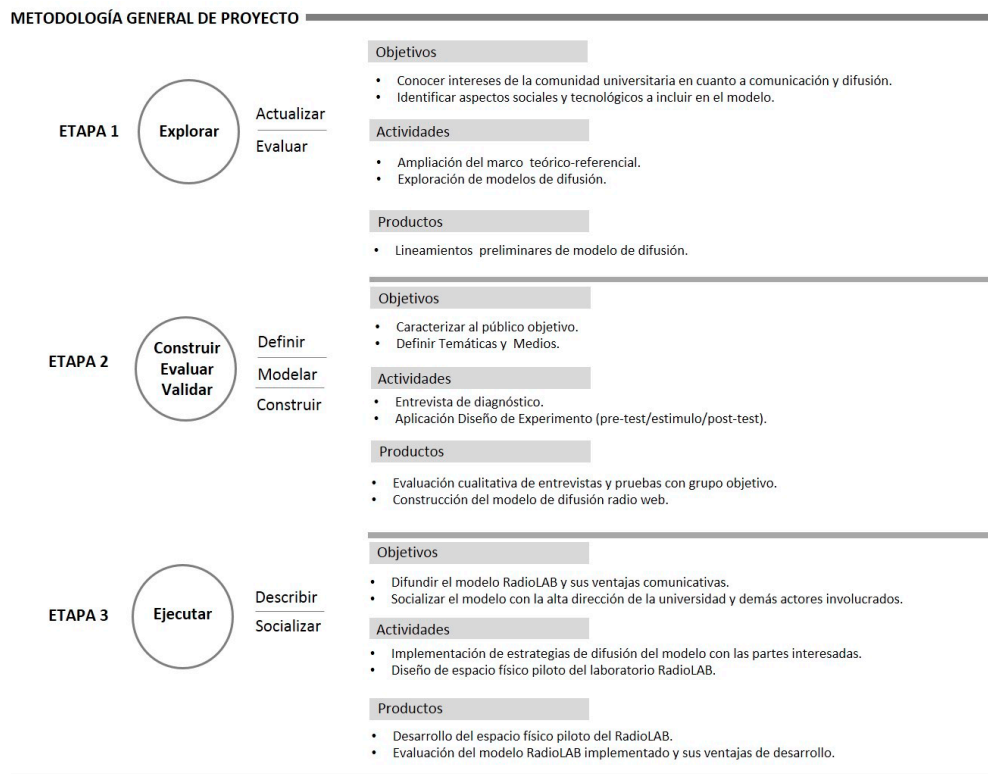 METODOLOGÍA GENERAL DE PROYECTO
ETAPA 1
Explorar
Actualizar
Evaluar
Objetivos
• Conocer intereses de la comunidad universitaria en cuanto a comunicación y difusión.
• Identificar aspectos sociales y tecnológicos a incluir en el modelo.
Actividades
• Ampliación del marco teórico-referencial.
• Exploración de modelos de difusión.
Productos
• Lineamientos preliminares de modelo de difusión.
ETAPA 2
Construir
Evaluar
Validar
Definir
Modelar
Construir
Objetivos
• Caracterizar al público objetivo.
• Definir Temáticas y Medios.
Actividades
• Entrevista de diagnóstico.
• Aplicación Diseño de Experimento (pre-test/estimulo/post-test).
Productos
• Evaluación cualitativa de entrevistas y pruebas con grupo objetivo.
• Construcción del modelo de difusión radio web.
ETAPA 3
Ejecutar
Describir
Socializar
Objetivos
• Difundir el modelo RadioLAB y sus ventajas comunicativas.
• Socializar el modelo con la alta dirección de la universidad y demás actores involucrados.
Actividades
• Implementación de estrategias de difusión del modelo con las partes interesadas.
• Diseño de espacio físico piloto del laboratorio RadioLAB.
Productos
• Desarrollo del espacio físico piloto del RadioLAB.
• Evaluación del modelo RadioLAB implementado y sus ventajas de desarrollo.